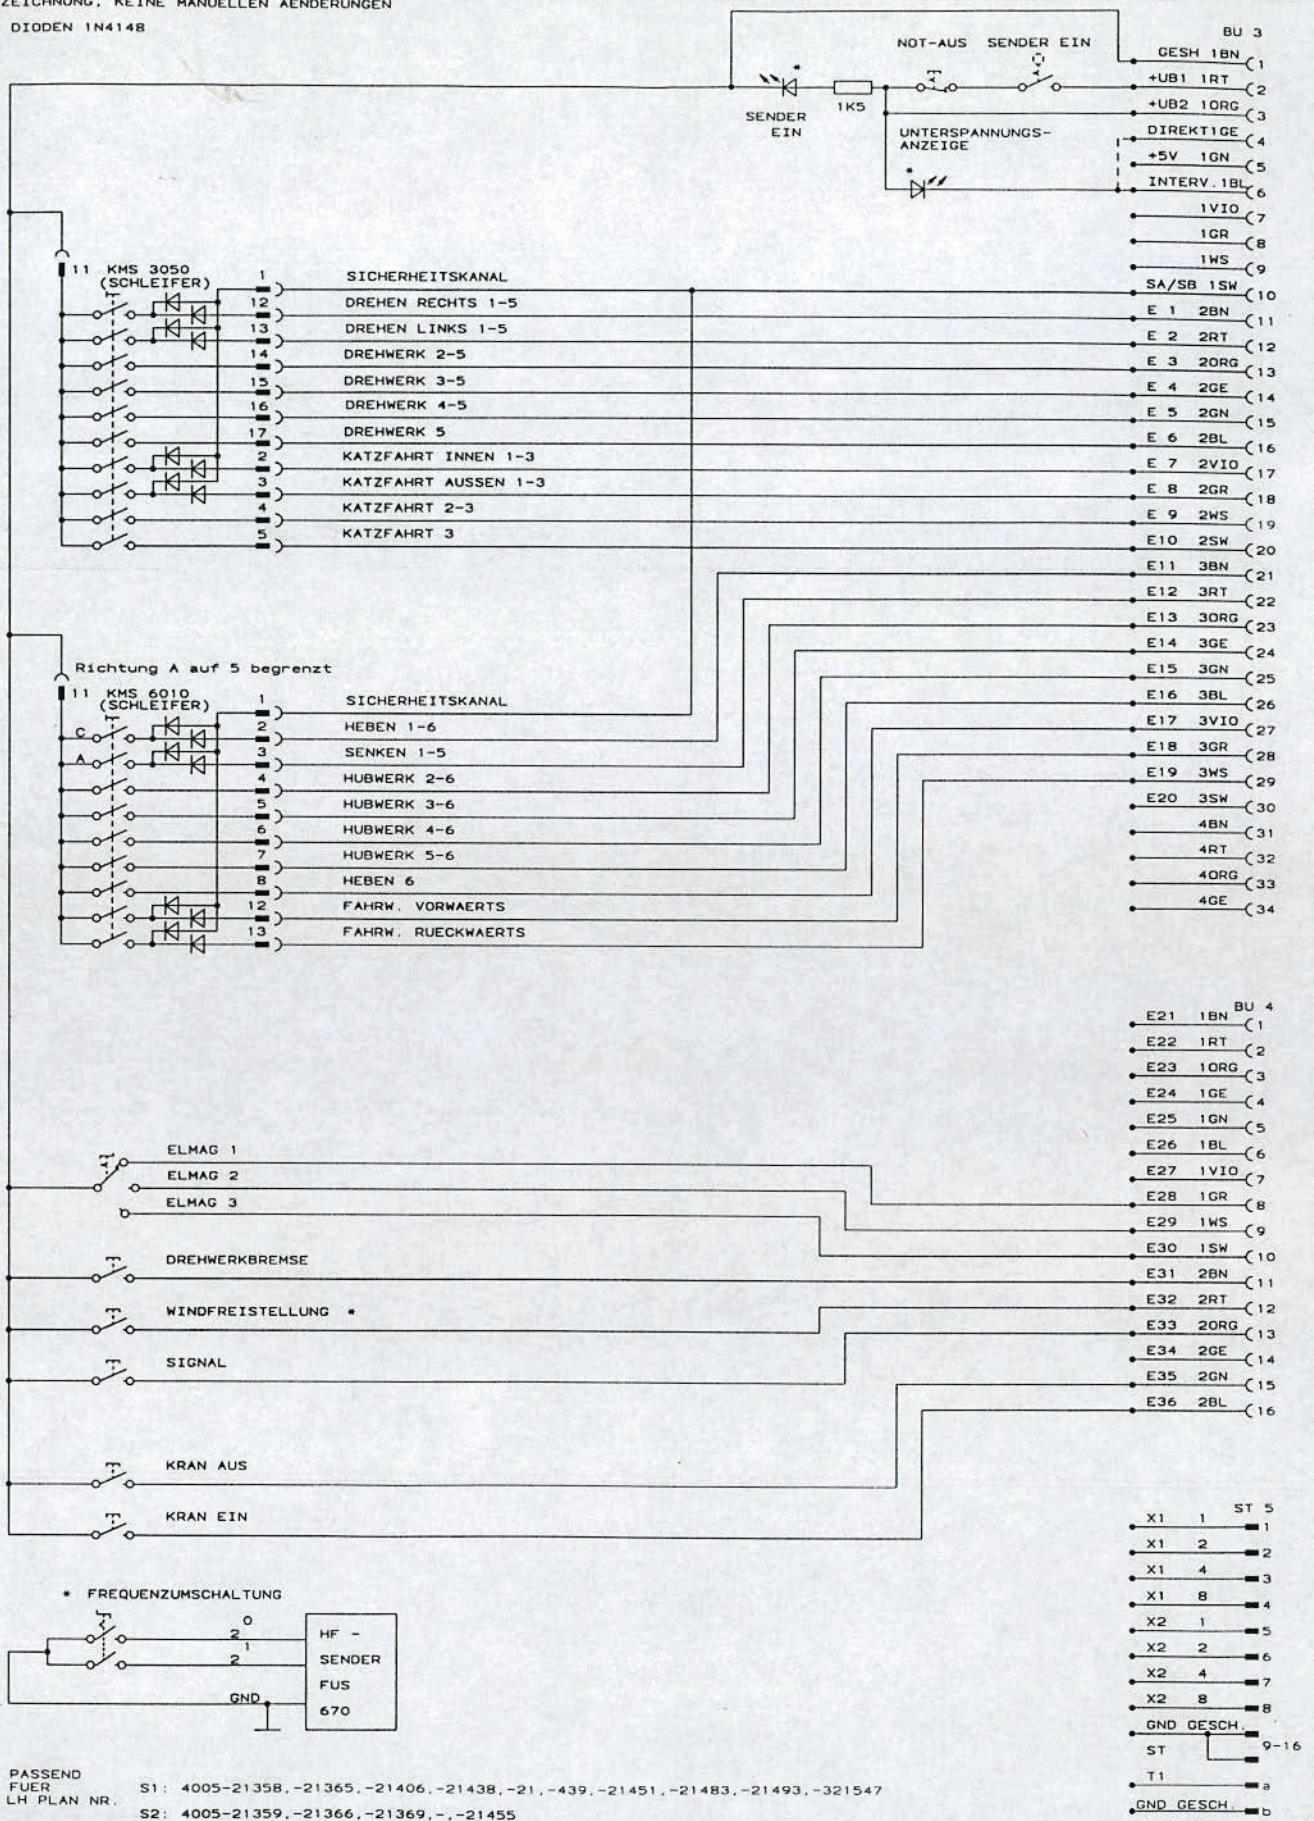 ZEICHNUNG, KEINE MANUELLEN AENDERUNGEN
DIODEN 1N4148
BU 3
NOT-AUS SENDER EIN
GESH 1BN 1
+UB1 1RT 2
*
1K5
SENDER
EIN
+UB2 1ORG 3
UNTERSPANNUNGS-
ANZEIGE
*
DIREKT1GE 4
+5V 1GN 5
INTERV. 1BL 6
1VIO 7
1GR 8
1WS 9
11 KMS 3050
(SCHLEIFER)
1 SICHERHEITSKANAL SA/SB 1SW 10
12 DREHEN RECHTS 1-5 E 1 2BN 11
13 DREHEN LINKS 1-5 E 2 2RT 12
14 DREHWERK 2-5 E 3 2ORG 13
15 DREHWERK 3-5 E 4 2GE 14
16 DREHWERK 4-5 E 5 2GN 15
17 DREHWERK 5 E 6 2BL 16
2 KATZFAHRT INNEN 1-3 E 7 2VIO 17
3 KATZFAHRT AUSSEN 1-3 E 8 2GR 18
4 KATZFAHRT 2-3 E 9 2WS 19
5 KATZFAHRT 3 E10 2SW 20
E11 3BN 21
E12 3RT 22
E13 3ORG 23
E14 3GE 24
E15 3GN 25
E16 3BL 26
E17 3VIO 27
E18 3GR 28
E19 3WS 29
E20 3SW 30
4BN 31
4RT 32
4ORG 33
4GE 34
Richtung A auf 5 begrenzt
11 KMS 6010
(SCHLEIFER)
1 SICHERHEITSKANAL
C 2 HEBEN 1-6
A 3 SENKEN 1-5
4 HUBWERK 2-6
5 HUBWERK 3-6
6 HUBWERK 4-6
7 HUBWERK 5-6
8 HEBEN 6
12 FAHRW. VORWAERTS
13 FAHRW. RUECKWAERTS
BU 4
E21 1BN 1
E22 1RT 2
E23 1ORG 3
E24 1GE 4
E25 1GN 5
E26 1BL 6
E27 1VIO 7
E28 1GR 8
E29 1WS 9
E30 1SW 10
E31 2BN 11
E32 2RT 12
E33 2ORG 13
E34 2GE 14
E35 2GN 15
E36 2BL 16
ELMAG 1
ELMAG 2
ELMAG 3
DREHWERKBREMSE
WINDFREISTELLUNG *
SIGNAL
KRAN AUS
KRAN EIN
ST 5
X1 1 1
X1 2 2
X1 4 3
X1 8 4
X2 1 5
X2 2 6
X2 4 7
X2 8 8
GND GESCH.
ST 9-16
T1 a
GND GESCH. b
* FREQUENZUMSCHALTUNG
2 0
2 1
GND
HF -
SENDER
FUS
670
PASSEND
FUER
LH PLAN NR.
S1: 4005-21358,-21365,-21406,-21438,-21,-439,-21451,-21483,-21493,-321547
S2: 4005-21359,-21366,-21369,-,-21455